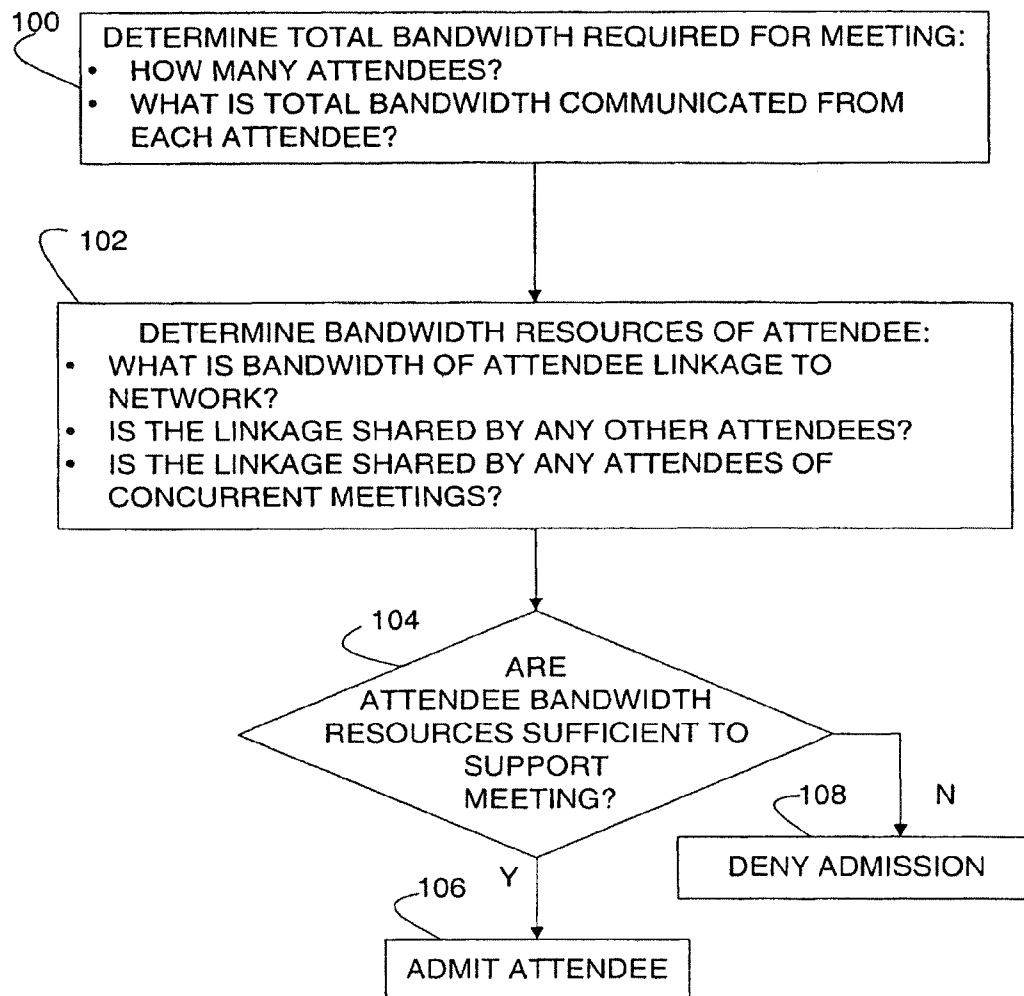 100
DETERMINE TOTAL BANDWIDTH REQUIRED FOR MEETING:
• HOW MANY ATTENDEES?
• WHAT IS TOTAL BANDWIDTH COMMUNICATED FROM
EACH ATTENDEE?
102
DETERMINE BANDWIDTH RESOURCES OF ATTENDEE:
• WHAT IS BANDWIDTH OF ATTENDEE LINKAGE TO
NETWORK?
• IS THE LINKAGE SHARED BY ANY OTHER ATTENDEES?
• IS THE LINKAGE SHARED BY ANY ATTENDEES OF
CONCURRENT MEETINGS?
104
ARE
ATTENDEE BANDWIDTH
RESOURCES SUFFICIENT TO
SUPPORT
MEETING?
108
N
DENY ADMISSION
Y
106
ADMIT ATTENDEE